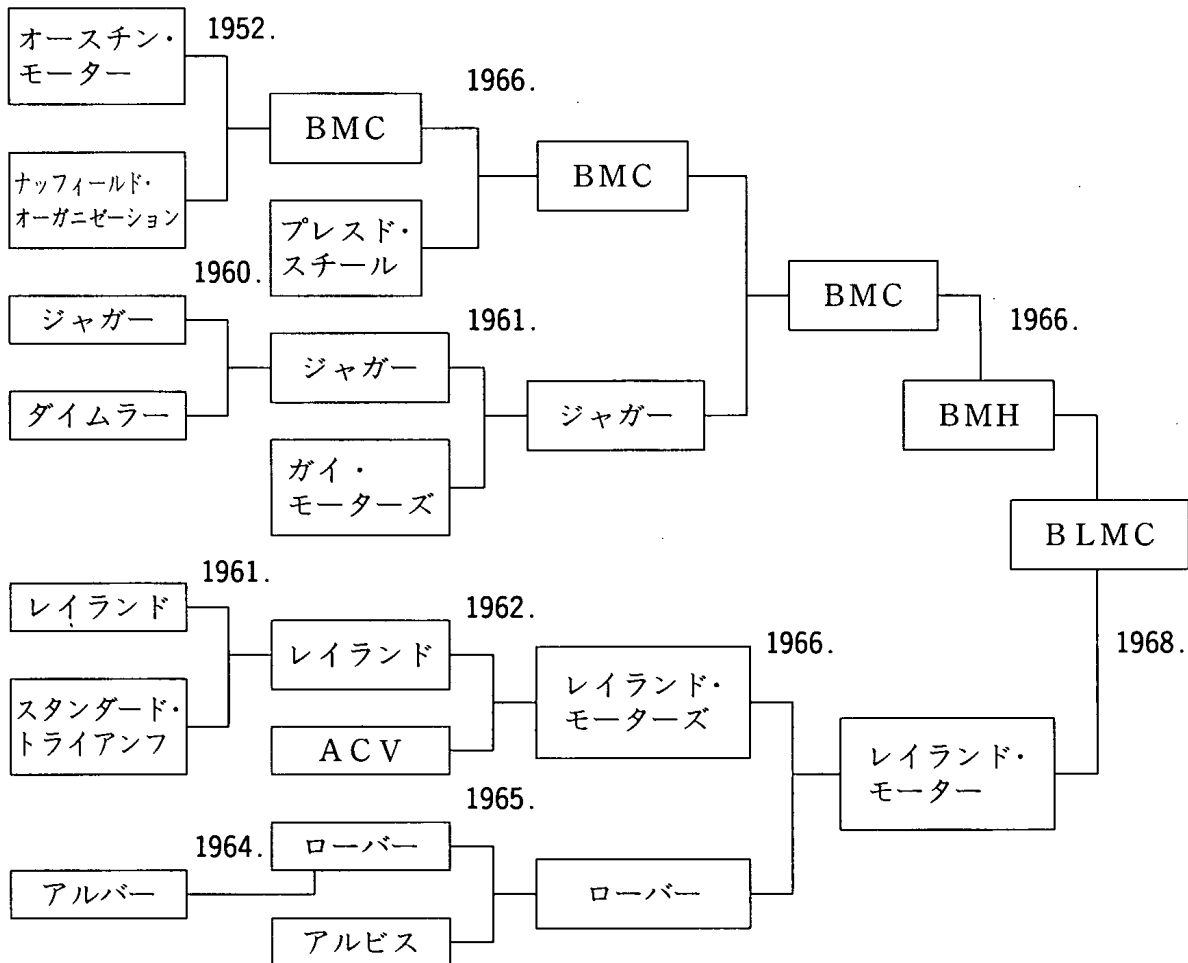 オースチン・
モーター
1952.
ナッフィールド・
オーガニゼーション
BMC
1966.
プレスド・
スチール
BMC
1960.
ジャガー
ダイムラー
ジャガー
1961.
ガイ・
モーターズ
ジャガー
BMC
1966.
BMH
BLMC
1961.
レイランド
スタンダード・
トライアンフ
レイランド
1962.
ACV
レイランド・
モーターズ
1966.
1968.
レイランド・
モーター
1964.
アルバー
ローバー
1965.
アルビス
ローバー